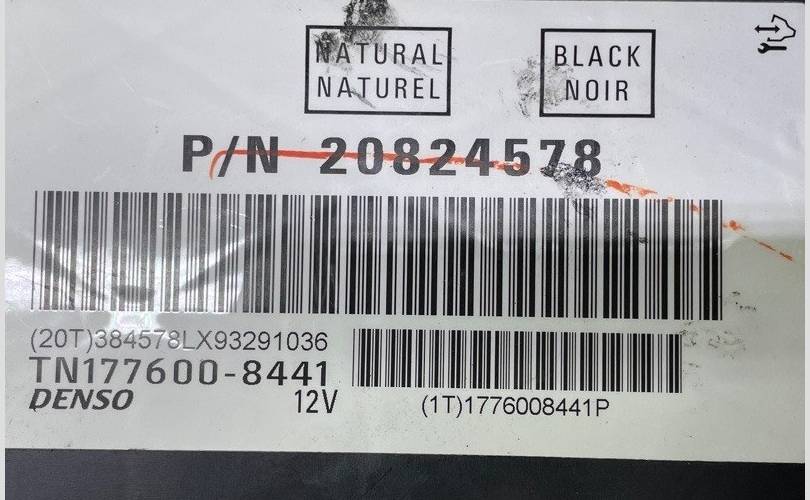 NATURAL
NATUREL
BLACK
NOIR
P/N 20824578
(20T)384578LX93291036
TN177600-8441
DENSO 12V
(1T)1776008441P